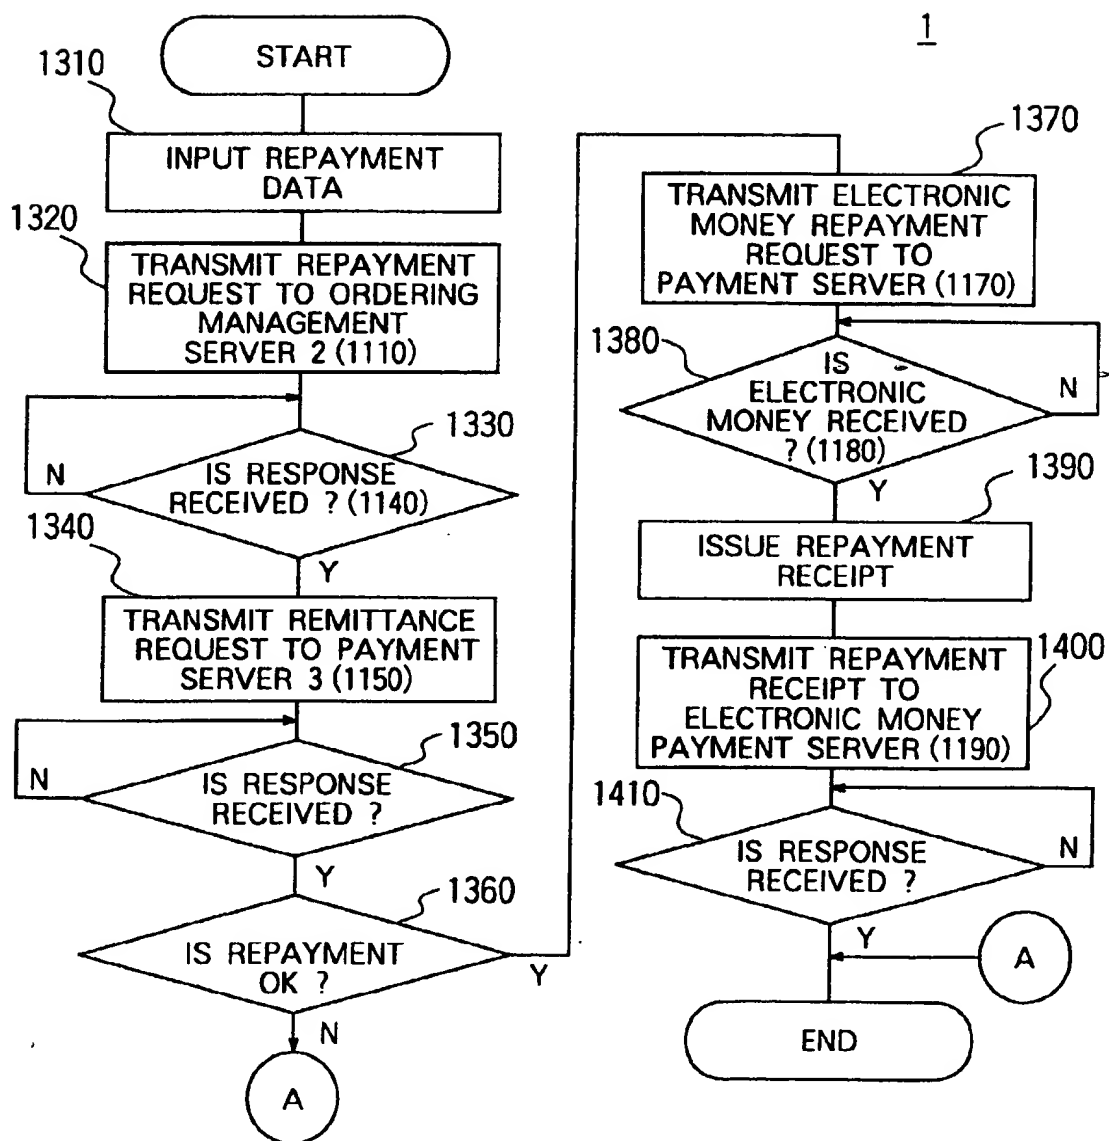 1
START
1310
INPUT REPAYMENT
DATA
1320
TRANSMIT REPAYMENT
REQUEST TO ORDERING
MANAGEMENT
SERVER 2 (1110)
1330
N
IS RESPONSE
RECEIVED ? (1140)
Y
1340
TRANSMIT REMITTANCE
REQUEST TO PAYMENT
SERVER 3 (1150)
1350
N
IS RESPONSE
RECEIVED ?
Y
1360
IS REPAYMENT
OK ?
Y
N
A
1370
TRANSMIT ELECTRONIC
MONEY REPAYMENT
REQUEST TO
PAYMENT SERVER (1170)
1380
IS
ELECTRONIC
MONEY RECEIVED
? (1180)
N
Y
1390
ISSUE REPAYMENT
RECEIPT
1400
TRANSMIT REPAYMENT
RECEIPT TO
ELECTRONIC MONEY
PAYMENT SERVER (1190)
1410
IS RESPONSE
RECEIVED ?
N
Y
A
END